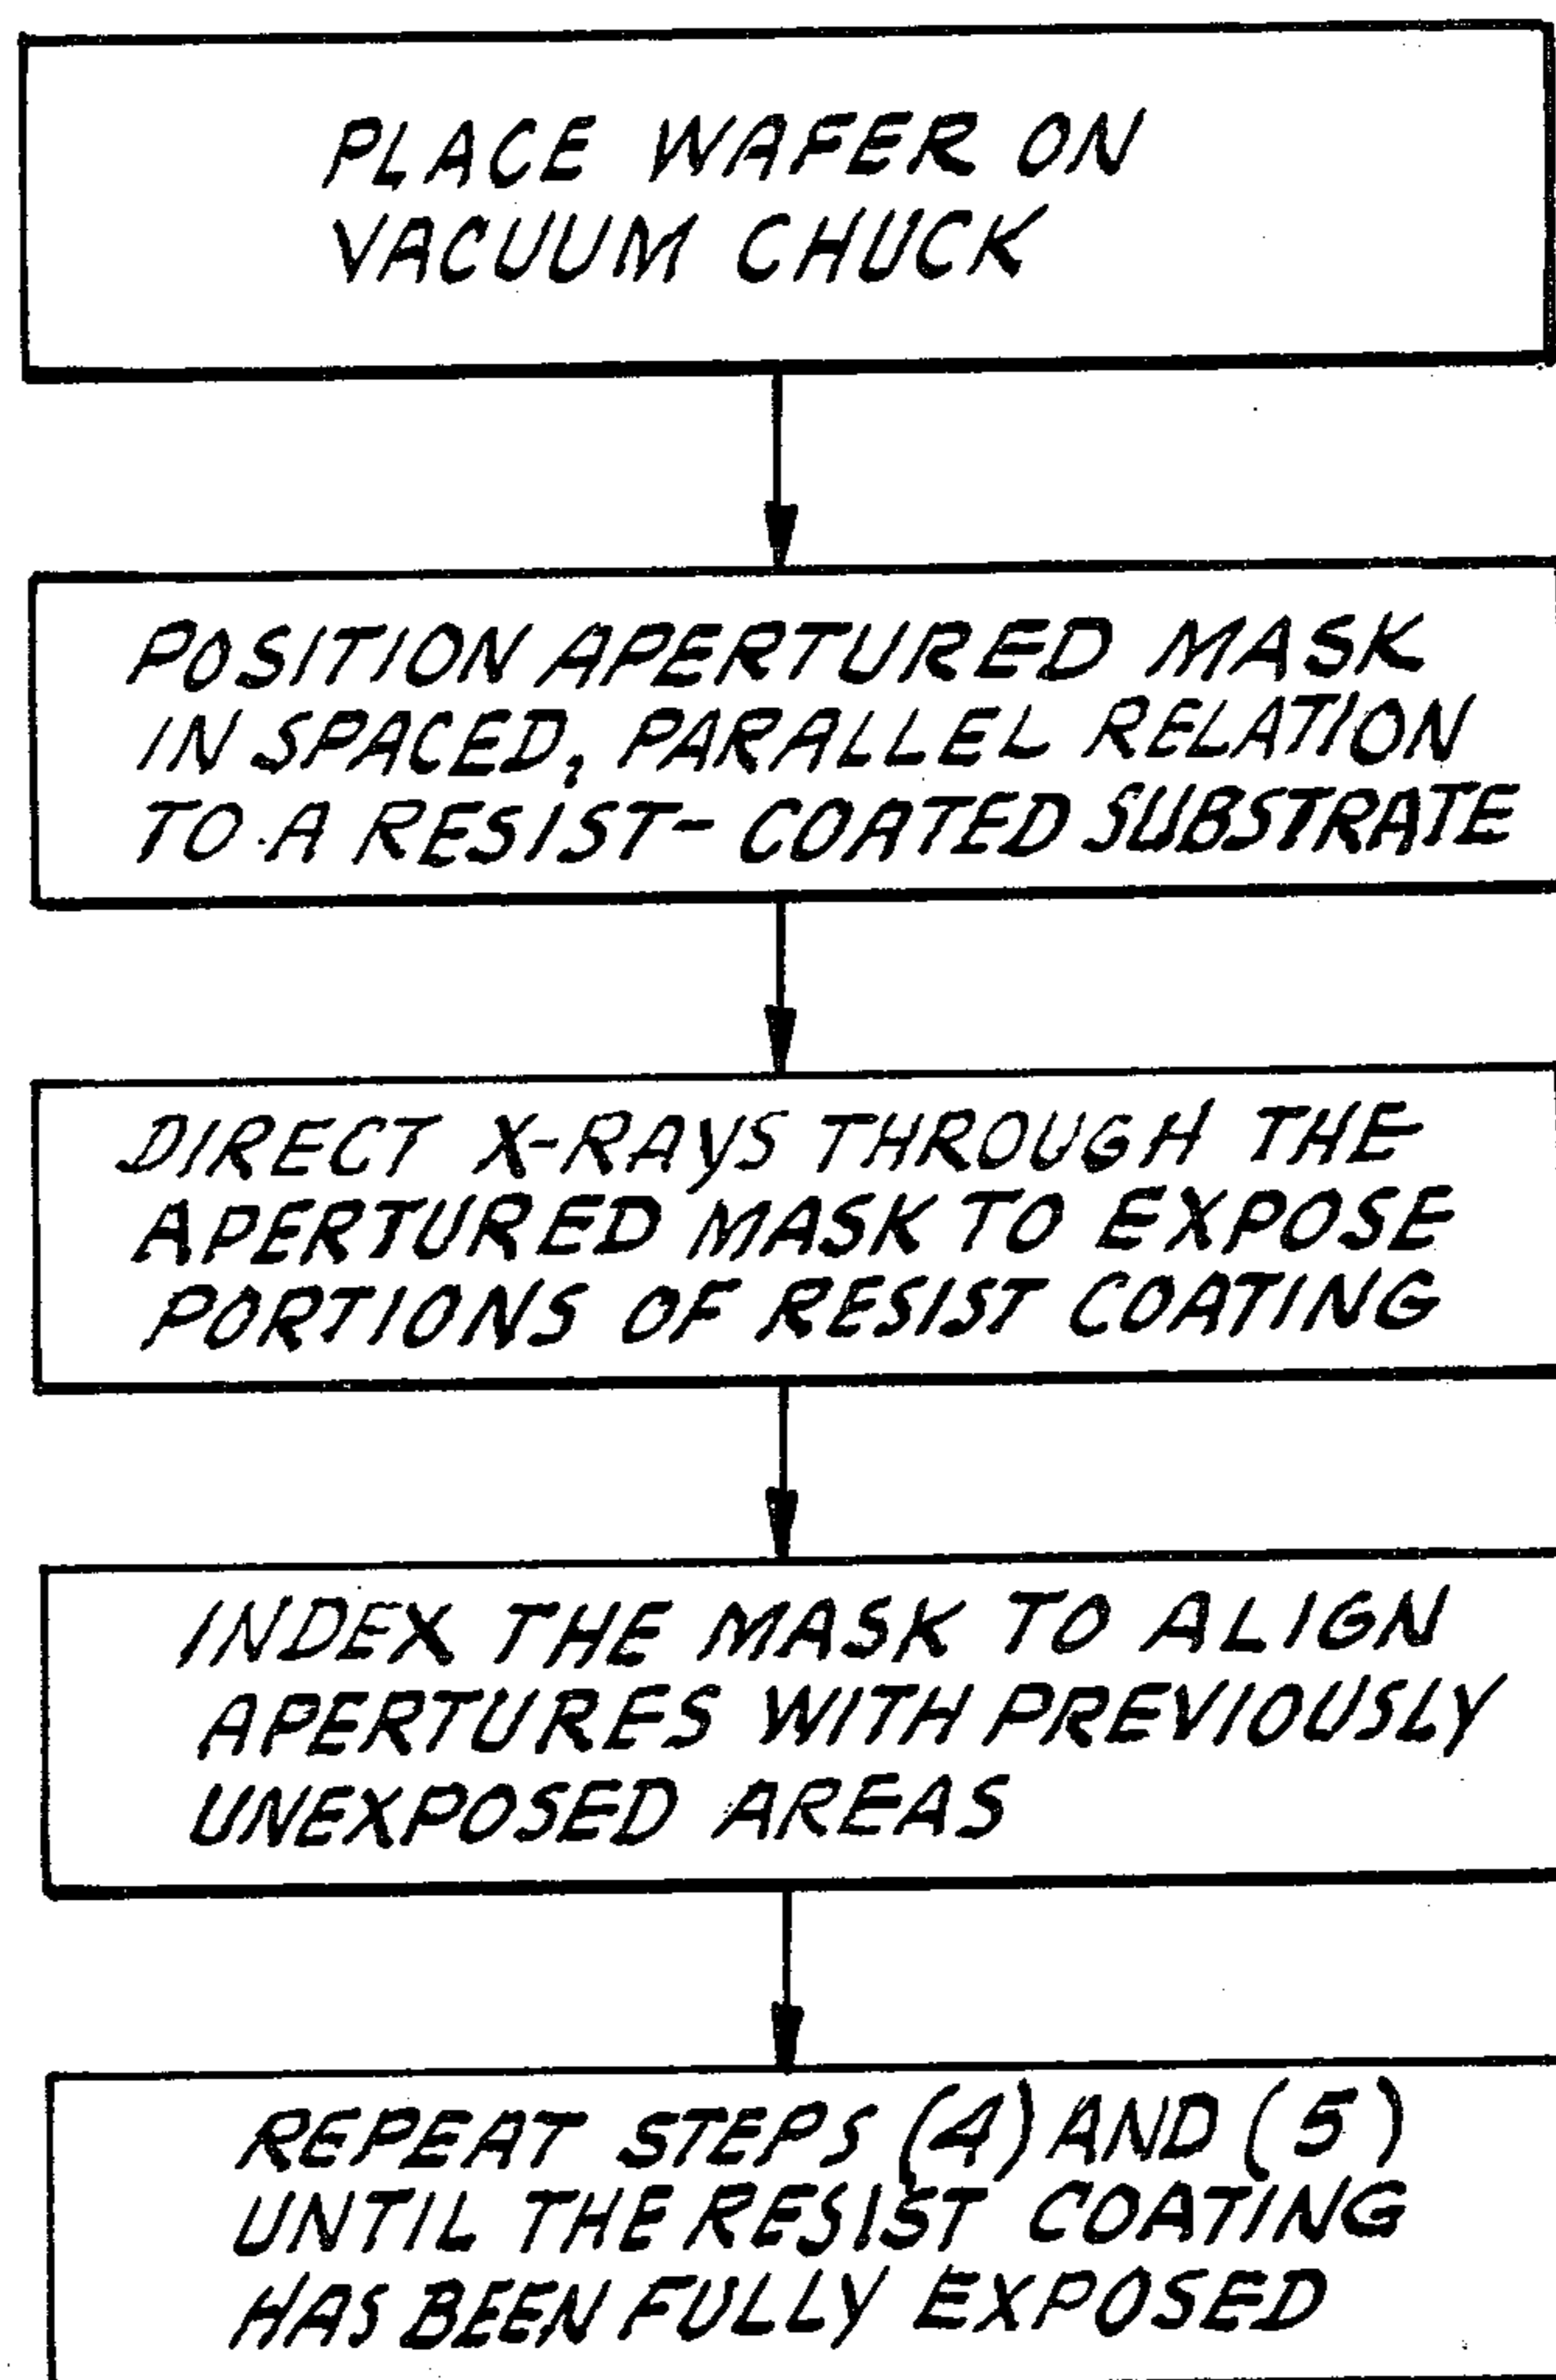 PLACE WAFER ON
VACUUM CHUCK
POSITION APERTURED MASK
IN SPACED, PARALLEL RELATION
TO A RESIST- COATED SUBSTRATE
DIRECT X-RAYS THROUGH THE
APERTURED MASK TO EXPOSE
PORTIONS OF RESIST COATING
INDEX THE MASK TO ALIGN
APERTURES WITH PREVIOUSLY
UNEXPOSED AREAS
REPEAT STEPS (4) AND (5)
UNTIL THE RESIST COATING
HAS BEEN FULLY EXPOSED